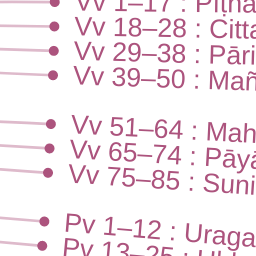 Vv 1–17 : Pīṭha
Vv 18–28 : Citta
Vv 29–38 : Pāri
Vv 39–50 : Mañ
Vv 51–64 : Mah
Vv 65–74 : Pāyā
Vv 75–85 : Suni
Pv 1–12 : Uraga
Pv 13–25 :